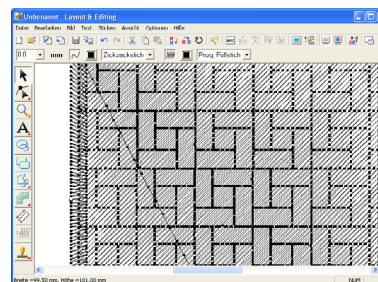 Unbenannt - Layout & Editing
Datei Bearbeiten Bild Text Sticken Ansicht Optionen Hilfe
0.0 mm Zickzackstich Prog. Füllstich
A
Breite =99.50 mm, Höhe =101.00 mm NUM